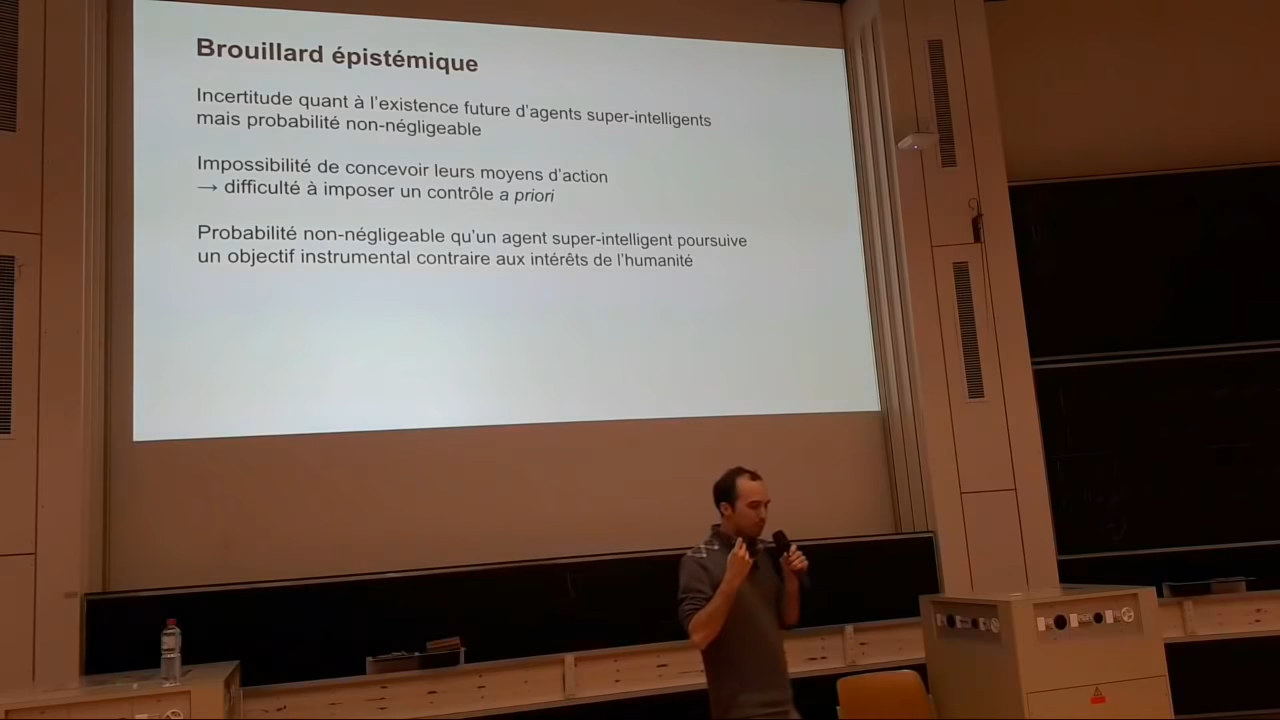 Brouillard épistémique
Incertitude quant à l'existence future d'agents super-intelligents
mais probabilité non-négligeable
Impossibilité de concevoir leurs moyens d'action
→ difficulté à imposer un contrôle a priori
Probabilité non-négligeable qu'un agent super-intelligent poursuive
un objectif instrumental contraire aux intérêts de l'humanité